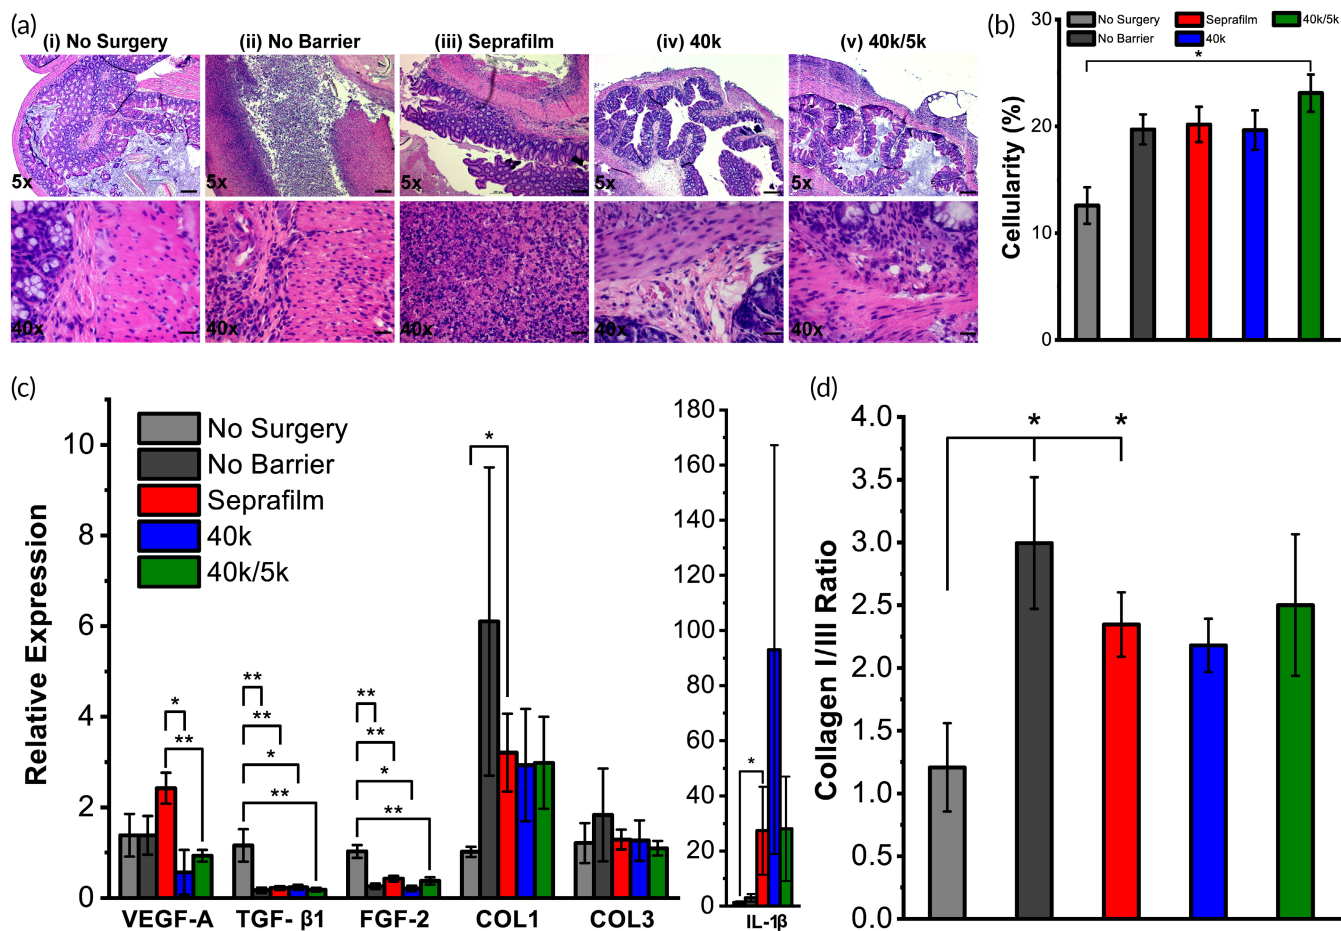 (a)
(i) No Surgery
(ii) No Barrier
(iii) Seprafilm
(iv) 40k
(v) 40k/5k
5x
5x
5x
5x
5x
40x
40x
40x
40x
40x
(b)
No Surgery
Seprafilm
40k/5k
No Barrier
40k
*
Cellularity (%)
30
20
10
0
(c)
No Surgery
No Barrier
Seprafilm
40k
40k/5k
Relative Expression
10
8
6
4
2
0
*
**
**
**
*
**
**
**
*
**
*
VEGF-A
TGF- β1
FGF-2
COL1
COL3
180
160
140
120
100
80
60
40
20
0
*
IL-1β
(d)
Collagen I/III Ratio
4.0
3.5
3.0
2.5
2.0
1.5
1.0
0.5
0.0
*
*